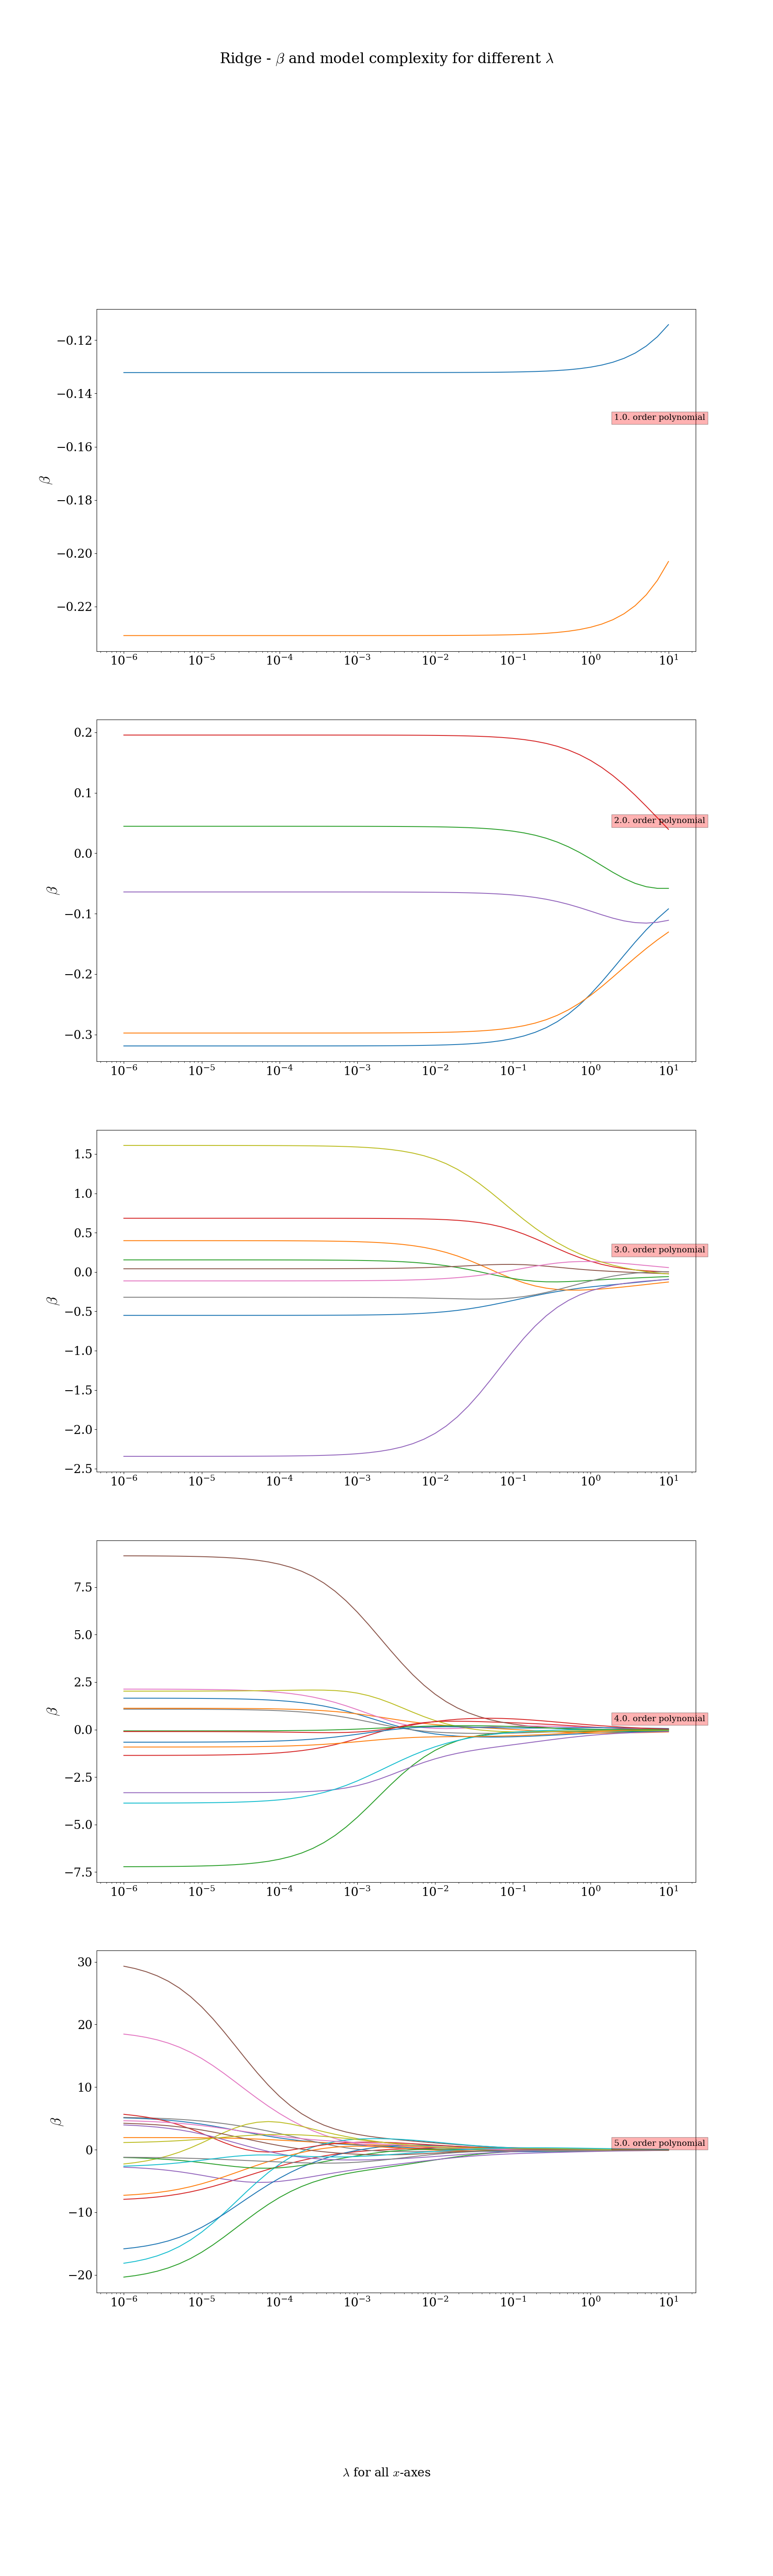 Ridge - β and model complexity for different λ
−0.12
−0.14
1.0. order polynomial
−0.16
β
−0.18
−0.20
−0.22
10⁻⁶ 10⁻⁵ 10⁻⁴ 10⁻³ 10⁻² 10⁻¹ 10⁰ 10¹
0.2
0.1
2.0. order polynomial
0.0
β
−0.1
−0.2
−0.3
10⁻⁶ 10⁻⁵ 10⁻⁴ 10⁻³ 10⁻² 10⁻¹ 10⁰ 10¹
1.5
1.0
0.5
3.0. order polynomial
0.0
β
−0.5
−1.0
−1.5
−2.0
−2.5
10⁻⁶ 10⁻⁵ 10⁻⁴ 10⁻³ 10⁻² 10⁻¹ 10⁰ 10¹
7.5
5.0
2.5
4.0. order polynomial
0.0
β
−2.5
−5.0
−7.5
10⁻⁶ 10⁻⁵ 10⁻⁴ 10⁻³ 10⁻² 10⁻¹ 10⁰ 10¹
30
20
10
β
5.0. order polynomial
0
−10
−20
10⁻⁶ 10⁻⁵ 10⁻⁴ 10⁻³ 10⁻² 10⁻¹ 10⁰ 10¹
λ for all x-axes